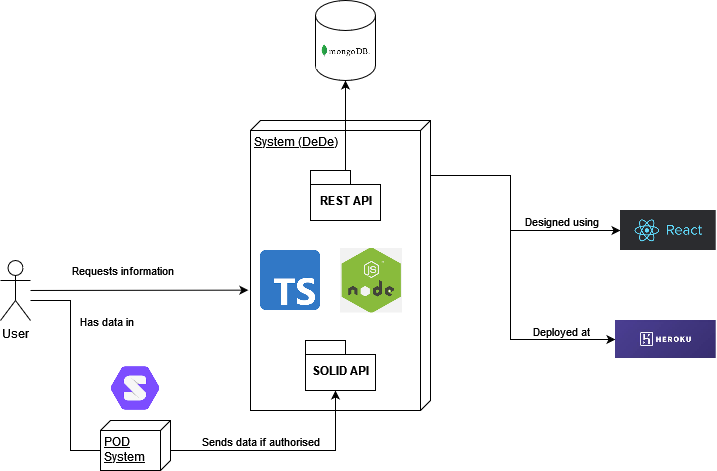 mongoDB.
System (DeDe)
REST API
Designed using
React
Requests information
TS
JS
node
User
Has data in
Deployed at
HEROKU
SOLID API
POD
System
Sends data if authorised